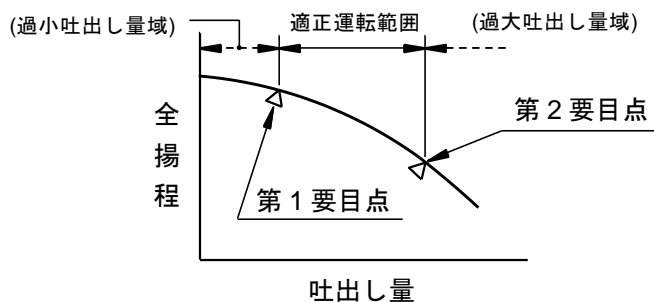 (過小吐出し量域)
適正運転範囲
(過大吐出し量域)
第2要目点
全揚程
第1要目点
吐出し量